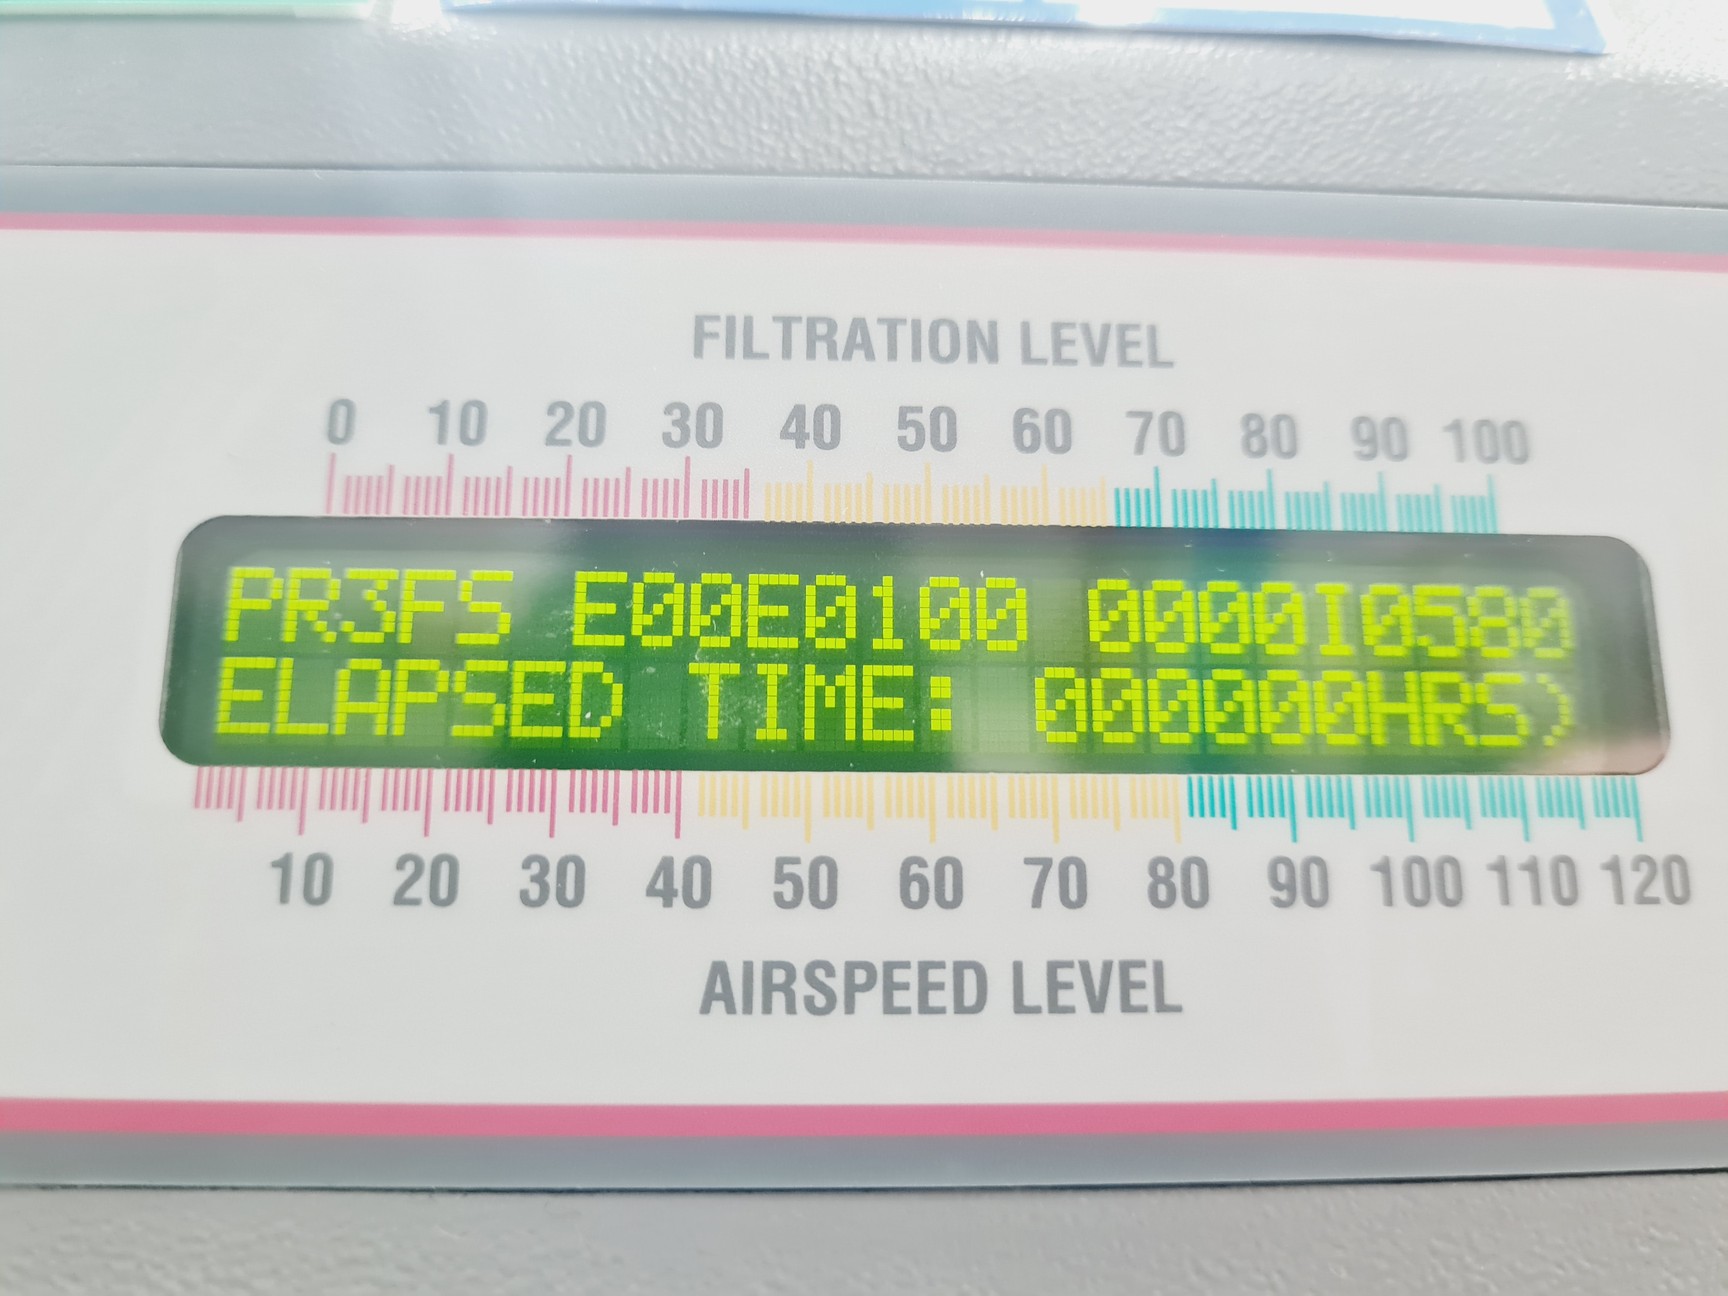 FILTRATION LEVEL
0 10 20 30 40 50 60 70 80 90 100
PR3FS E00E0100 0000I0580
ELAPSED TIME: 000000HRS)
10 20 30 40 50 60 70 80 90 100 110 120
AIRSPEED LEVEL